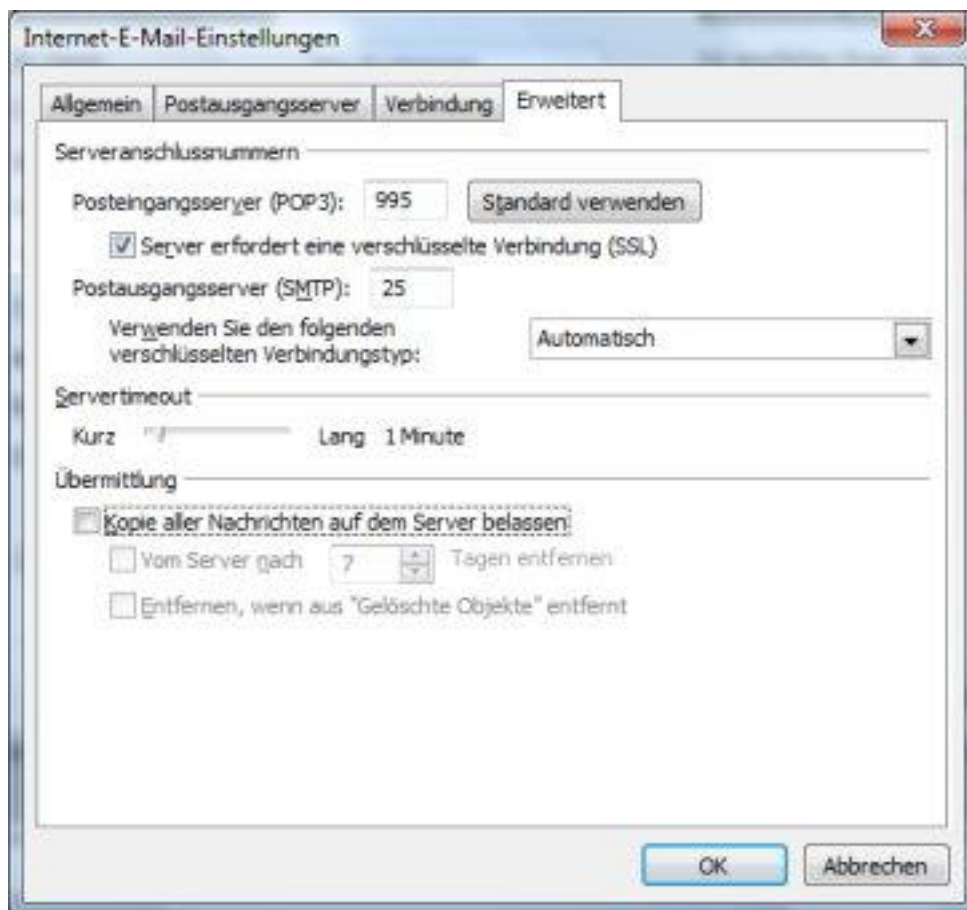 Internet-E-Mail-Einstellungen
Allgemein Postausgangsserver Verbindung Erweitert
Serveranschlussnummern
Posteingangsserver (POP3): 995 Standard verwenden
Server erfordert eine verschlüsselte Verbindung (SSL)
Postausgangsserver (SMTP): 25
Verwenden Sie den folgenden
verschlüsselten Verbindungstyp: Automatisch
Servertimeout
Kurz Lang 1 Minute
Übermittlung
Kopie aller Nachrichten auf dem Server belassen
Vom Server nach 7 Tagen entfernen
Entfernen, wenn aus "Gelöschte Objekte" entfernt
OK Abbrechen